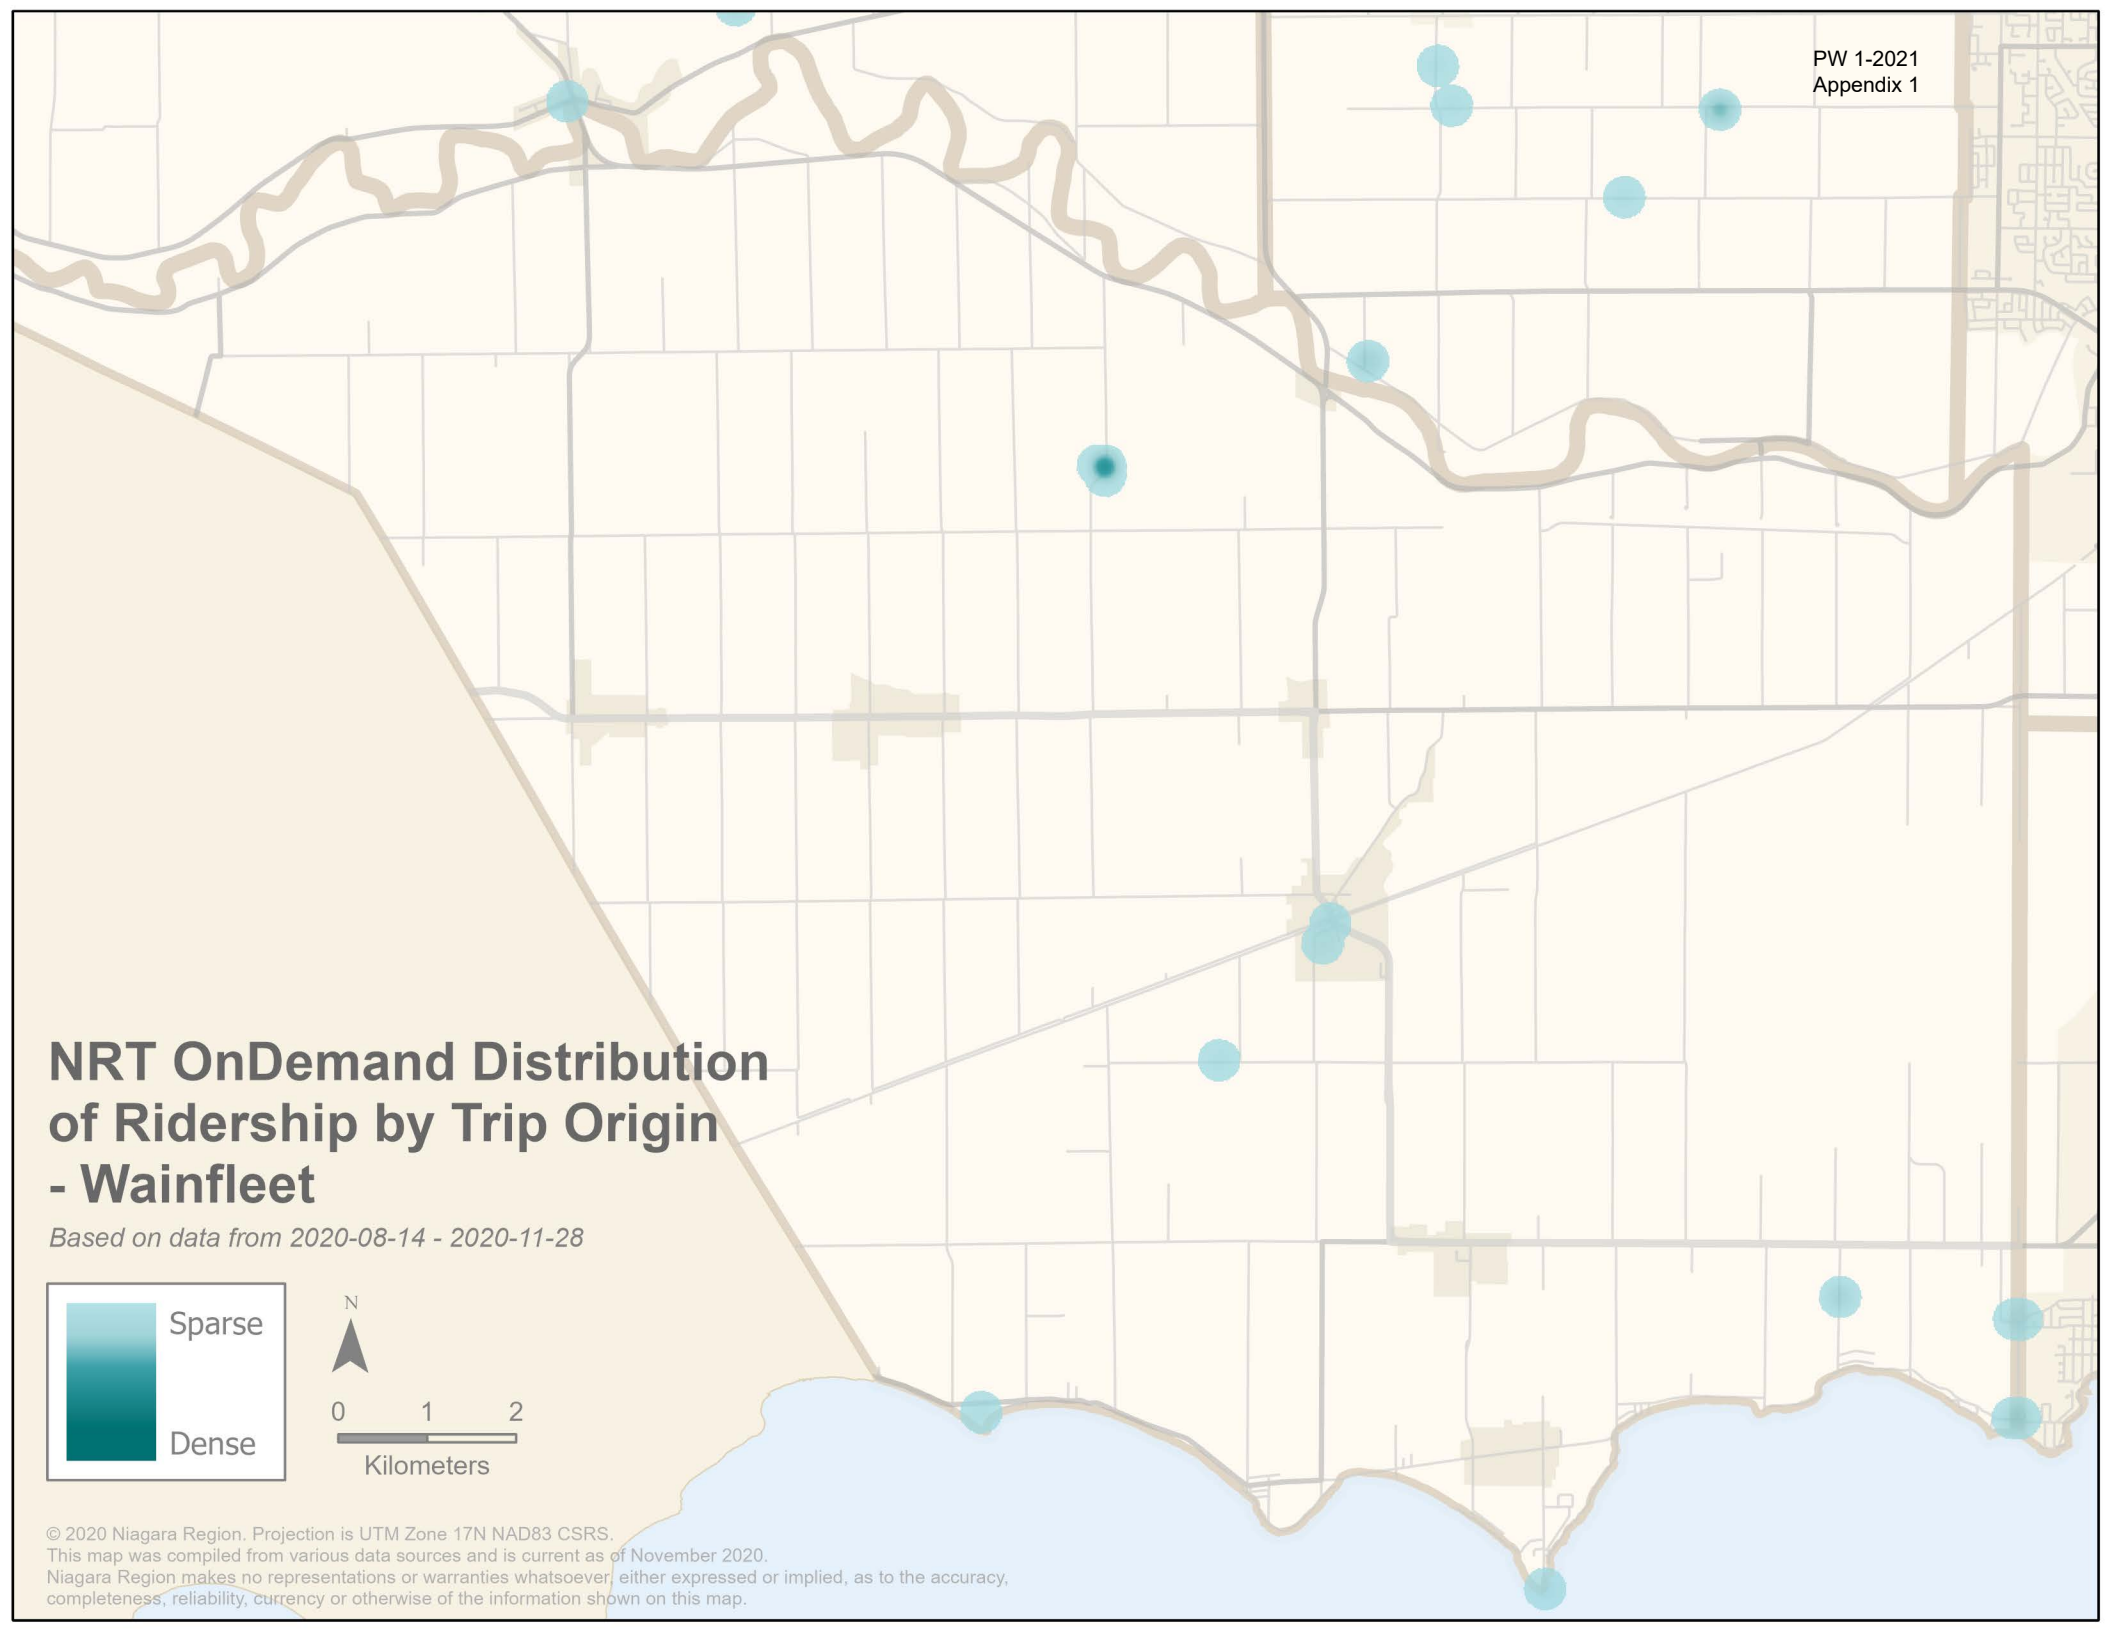 PW 1-2021
Appendix 1
NRT OnDemand Distribution
of Ridership by Trip Origin
- Wainfleet
Based on data from 2020-08-14 - 2020-11-28
Sparse
Dense
N
0 1 2
Kilometers
© 2020 Niagara Region. Projection is UTM Zone 17N NAD83 CSRS.
This map was compiled from various data sources and is current as of November 2020.
Niagara Region makes no representations or warranties whatsoever, either expressed or implied, as to the accuracy,
completeness, reliability, currency or otherwise of the information shown on this map.